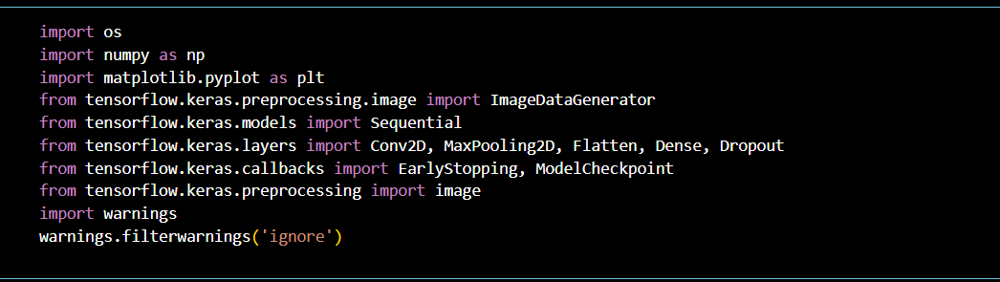 import os
import numpy as np
import matplotlib.pyplot as plt
from tensorflow.keras.preprocessing.image import ImageDataGenerator
from tensorflow.keras.models import Sequential
from tensorflow.keras.layers import Conv2D, MaxPooling2D, Flatten, Dense, Dropout
from tensorflow.keras.callbacks import EarlyStopping, ModelCheckpoint
from tensorflow.keras.preprocessing import image
import warnings
warnings.filterwarnings('ignore')